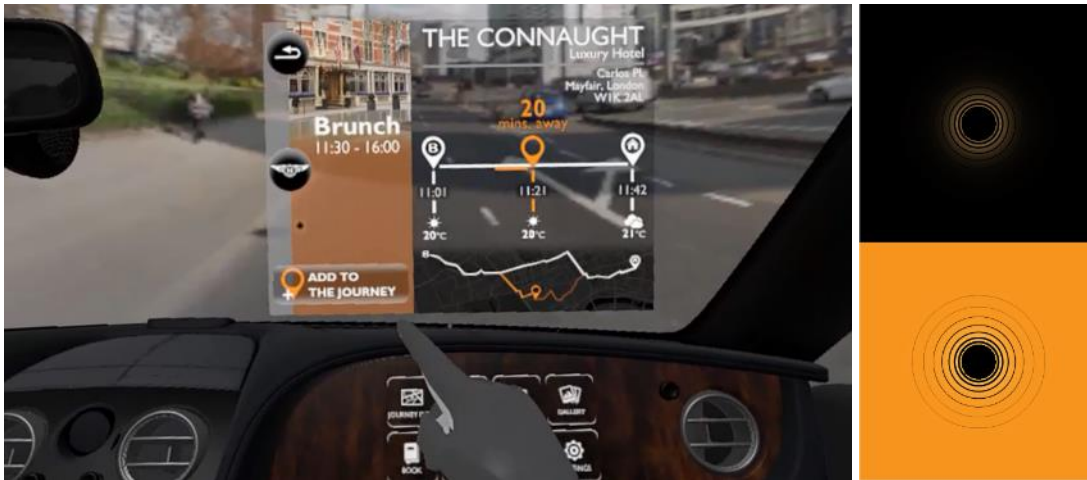 THE CONNAUGHT
Luxury Hotel
Carlos Pl.
Mayfair, London
W1K 2AL
20
mins. away
Brunch
11:30 - 16:00
B
11:01
11:21
11:42
20°C
20°C
21°C
B
ADD TO
THE JOURNEY
GALLERY
BOOK